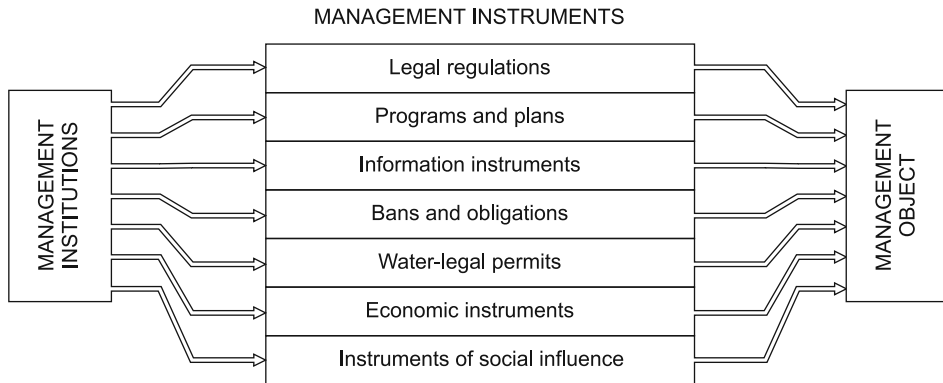 MANAGEMENT INSTRUMENTS
MANAGEMENT
INSTITUTIONS
Legal regulations
Programs and plans
Information instruments
Bans and obligations
Water-legal permits
Economic instruments
Instruments of social influence
MANAGEMENT
OBJECT